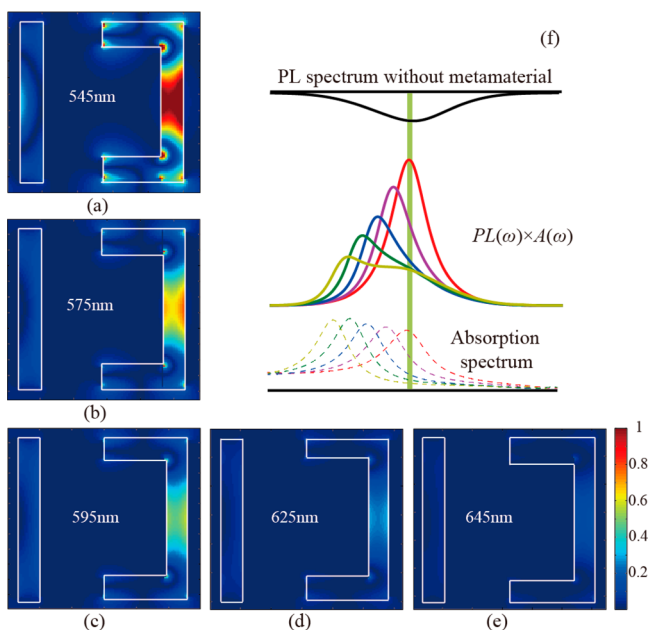 (f)
PL spectrum without metamaterial
545nm
(a)
PL(ω)×A(ω)
575nm
Absorption
spectrum
(b)
595nm
625nm
645nm
1
0.8
0.6
0.4
0.2
(c)
(d)
(e)